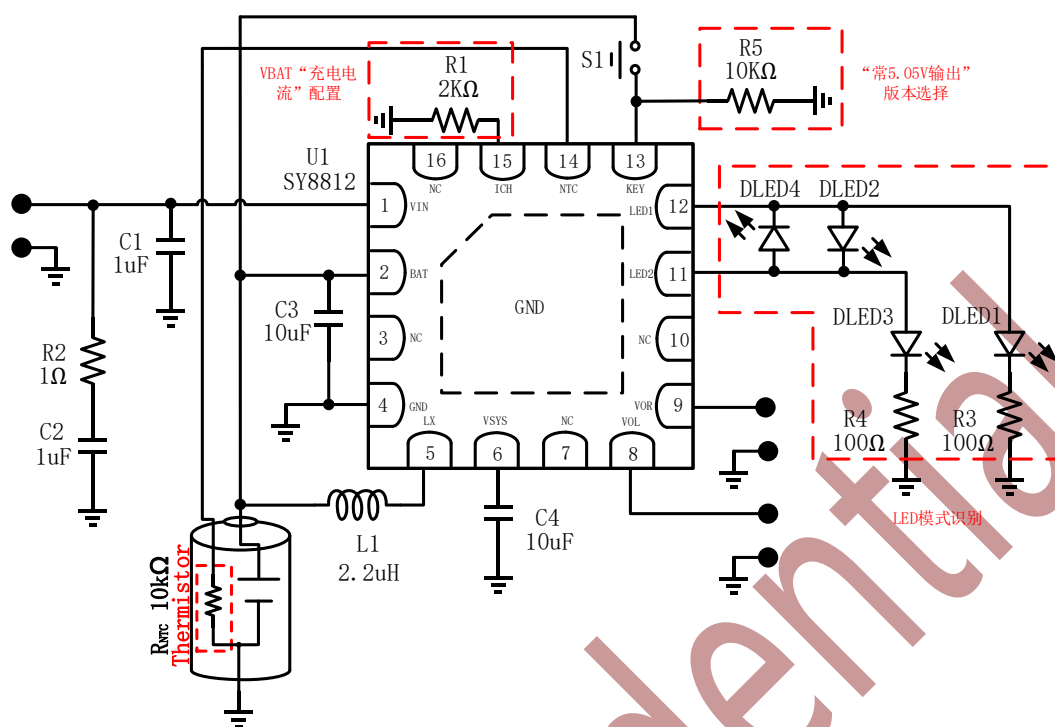 S1
R5
10KΩ
“常5.05V输出”
版本选择
VBAT“充电电
流”配置
R1
2KΩ
U1
SY8812
16
NC
15
ICH
14
NTC
13
KEY
1
VIN
2
BAT
3
NC
4
GND
5
LX
6
VSYS
7
NC
8
VOL
9
VOR
10
NC
11
LED2
12
LED1
GND
DLED4
DLED2
DLED3
DLED1
R4
100Ω
R3
100Ω
LED模式识别
C1
1uF
R2
1Ω
C2
1uF
C3
10uF
C4
10uF
L1
2.2uH
RNTC 10kΩ
Thermistor
dential